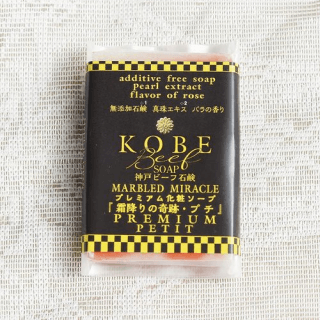 additive free soap
pearl extract
flavor of rose
無添加石鹸 真珠エキス バラの香り
KOBE
Beef
SOAP
神戸ビーフ石鹸
MARBLED MIRACLE
プレミアム化粧ソープ
『霜降りの奇跡・プチ』
PREMIUM
PETIT